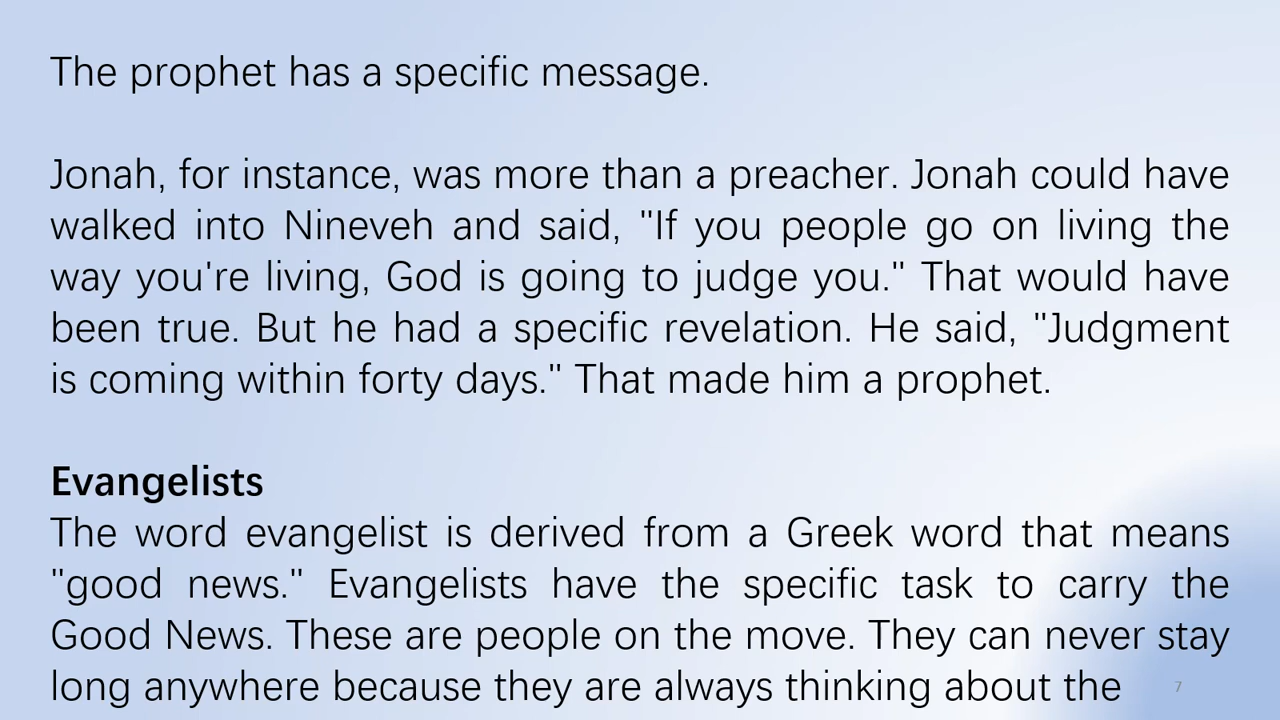 The prophet has a specific message.
Jonah, for instance, was more than a preacher. Jonah could have
walked into Nineveh and said, "If you people go on living the
way you're living, God is going to judge you." That would have
been true. But he had a specific revelation. He said, "Judgment
is coming within forty days." That made him a prophet.
Evangelists
The word evangelist is derived from a Greek word that means
"good news." Evangelists have the specific task to carry the
Good News. These are people on the move. They can never stay
long anywhere because they are always thinking about the
7